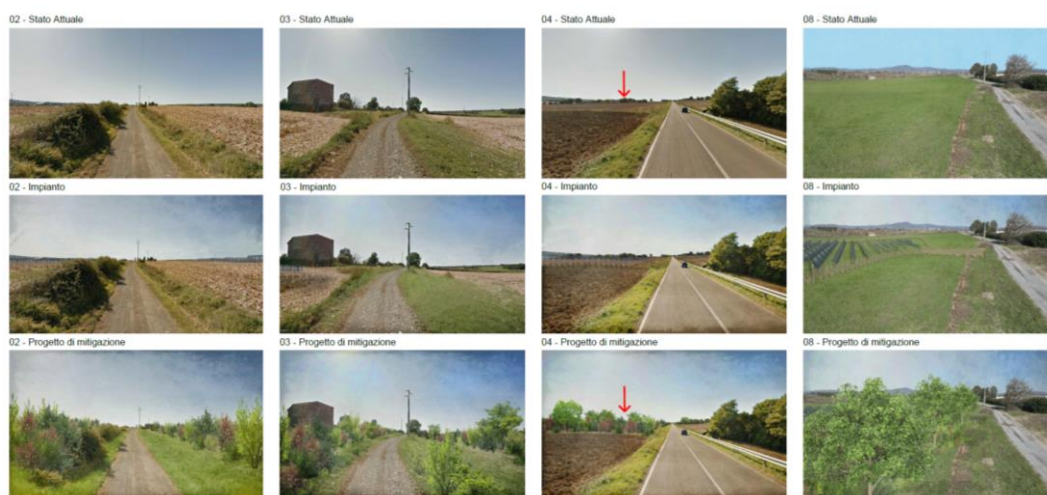 02 - Stato Attuale
03 - Stato Attuale
04 - Stato Attuale
08 - Stato Attuale
02 - Impianto
03 - Impianto
04 - Impianto
08 - Impianto
02 - Progetto di mitigazione
03 - Progetto di mitigazione
04 - Progetto di mitigazione
08 - Progetto di mitigazione